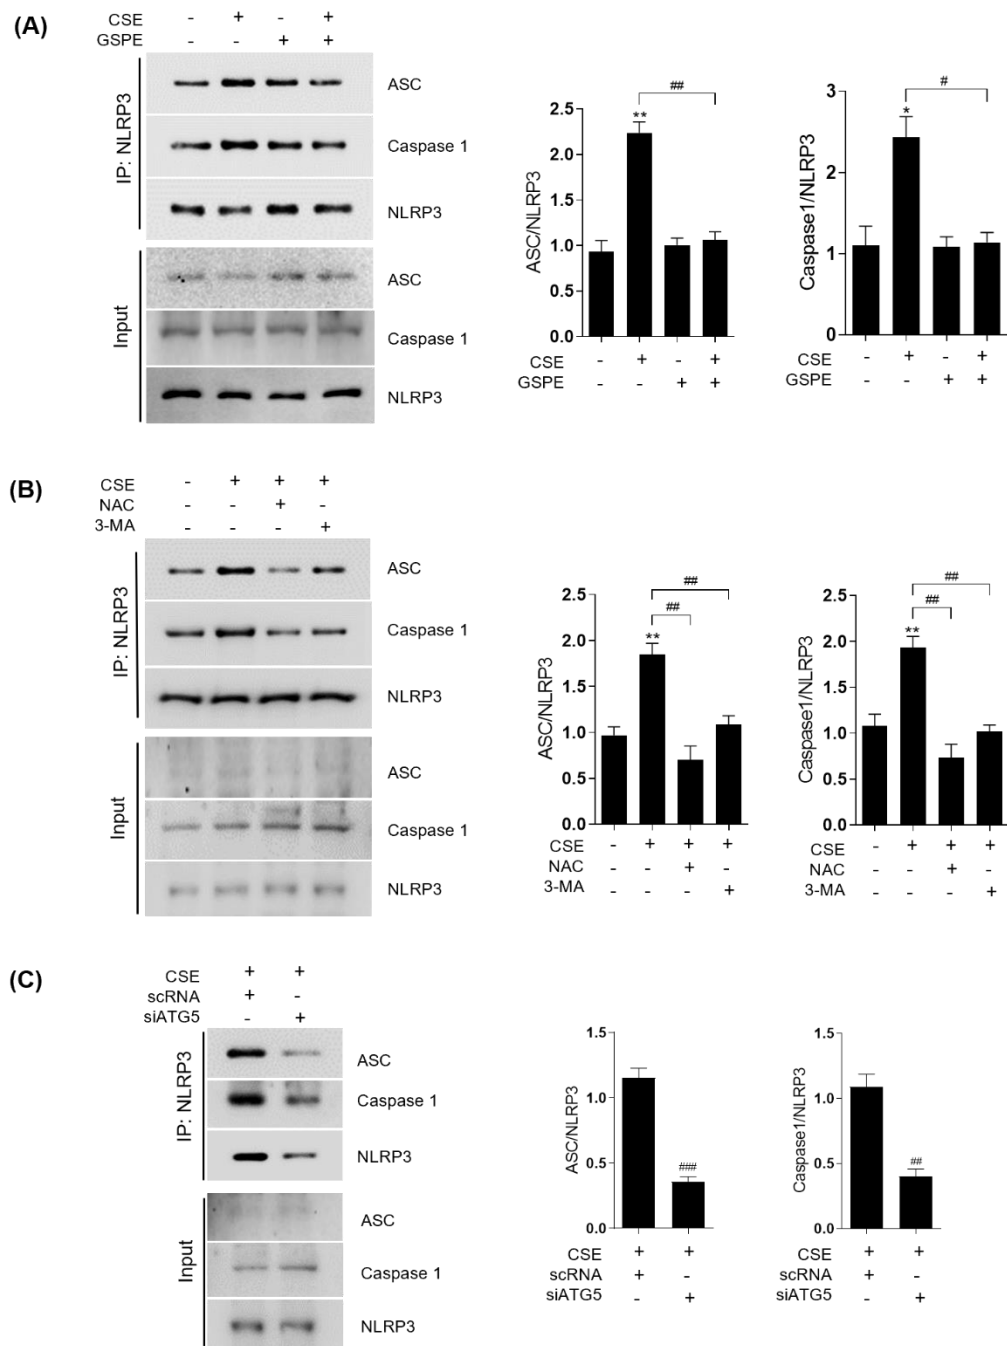 (A)
CSE - + - +
GSPE - - + +
IP: NLRP3
ASC
Caspase 1
NLRP3
Input
ASC
Caspase 1
NLRP3
ASC/NLRP3
2.5
2.0
1.5
1.0
0.5
0.0
**
##
CSE - + - +
GSPE - - + +
Caspase1/NLRP3
3
2
1
0
*
#
CSE - + - +
GSPE - - + +
(B)
CSE - + + +
NAC - - + -
3-MA - - - +
IP: NLRP3
ASC
Caspase 1
NLRP3
Input
ASC
Caspase 1
NLRP3
ASC/NLRP3
2.5
2.0
1.5
1.0
0.5
0.0
**
##
##
CSE - + + +
NAC - - + -
3-MA - - - +
Caspase1/NLRP3
2.5
2.0
1.5
1.0
0.5
0.0
**
##
##
CSE - + + +
NAC - - + -
3-MA - - - +
(C)
CSE + +
scRNA + -
siATG5 - +
IP: NLRP3
ASC
Caspase 1
NLRP3
Input
ASC
Caspase 1
NLRP3
ASC/NLRP3
1.5
1.0
0.5
0.0
###
CSE + +
scRNA + -
siATG5 - +
Caspase1/NLRP3
1.5
1.0
0.5
0.0
##
CSE + +
scRNA + -
siATG5 - +